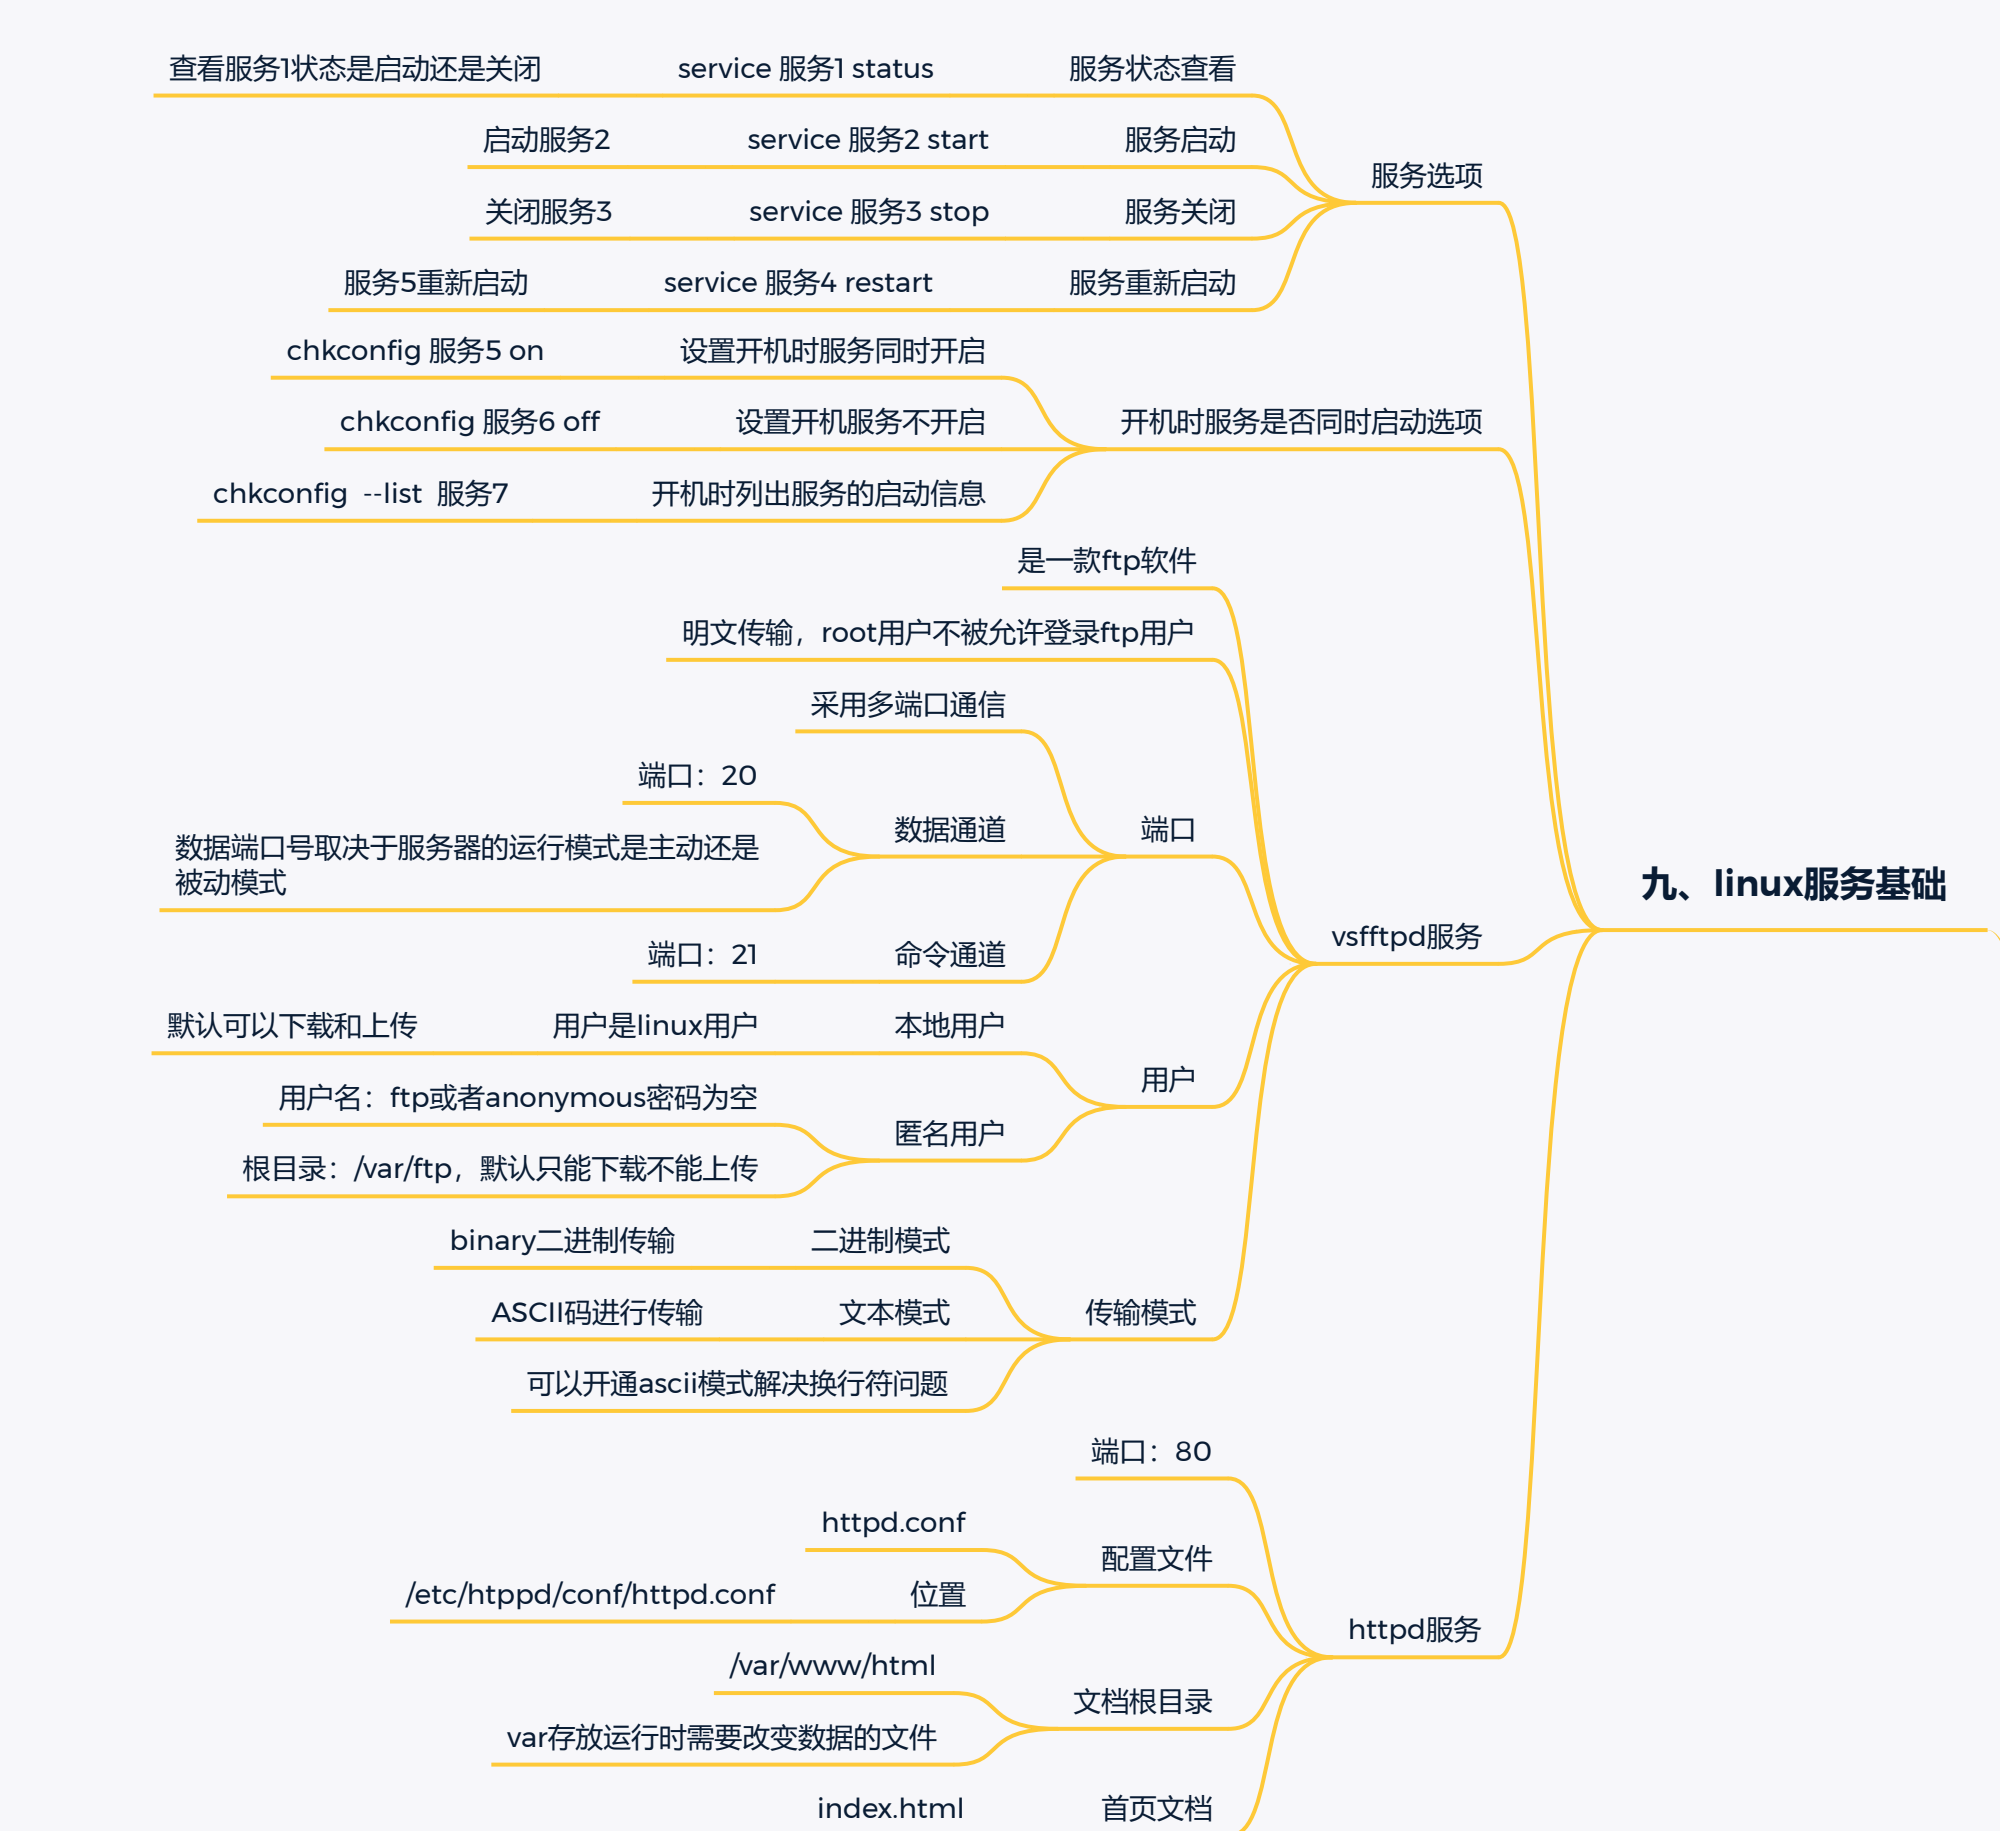 九、linux服务基础
服务选项
服务状态查看
service 服务1 status
查看服务1状态是启动还是关闭
服务启动
service 服务2 start
启动服务2
服务关闭
service 服务3 stop
关闭服务3
服务重新启动
service 服务4 restart
服务5重新启动
开机时服务是否同时启动选项
设置开机时服务同时开启
chkconfig 服务5 on
设置开机服务不开启
chkconfig 服务6 off
开机时列出服务的启动信息
chkconfig  --list  服务7
vsfftpd服务
是一款ftp软件
明文传输，root用户不被允许登录ftp用户
端口
采用多端口通信
数据通道
端口：20
数据端口号取决于服务器的运行模式是主动还是
被动模式
命令通道
端口：21
用户
本地用户
用户是linux用户
默认可以下载和上传
匿名用户
用户名：ftp或者anonymous密码为空
根目录：/var/ftp，默认只能下载不能上传
传输模式
二进制模式
binary二进制传输
文本模式
ASCII码进行传输
可以开通ascii模式解决换行符问题
httpd服务
端口：80
配置文件
httpd.conf
位置
/etc/htppd/conf/httpd.conf
文档根目录
/var/www/html
var存放运行时需要改变数据的文件
首页文档
index.html